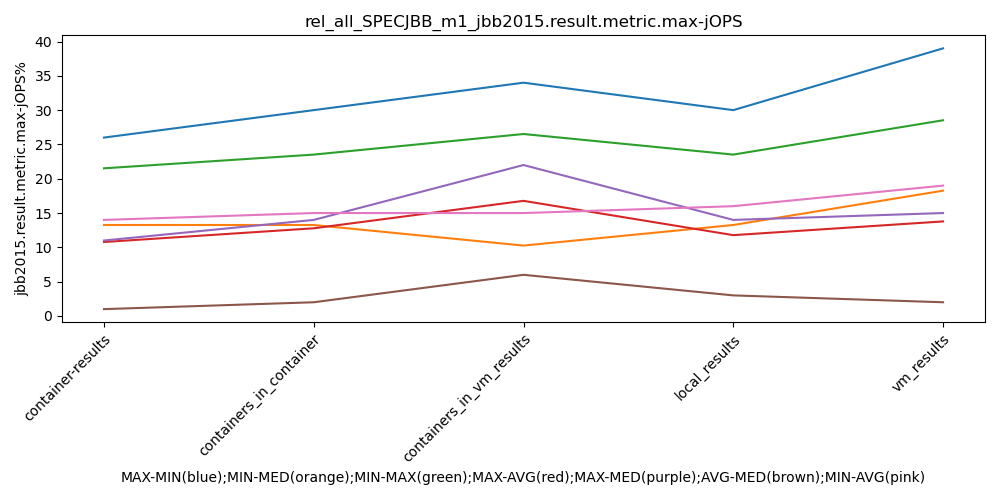 rel_all_SPECJBB_m1_jbb2015.result.metric.max-jOPS
jbb2015.result.metric.max-jOPS%
40
35
30
25
20
15
10
5
0
container-results
containers_in_container
containers_in_vm_results
local_results
vm_results
MAX-MIN(blue);MIN-MED(orange);MIN-MAX(green);MAX-AVG(red);MAX-MED(purple);AVG-MED(brown);MIN-AVG(pink)